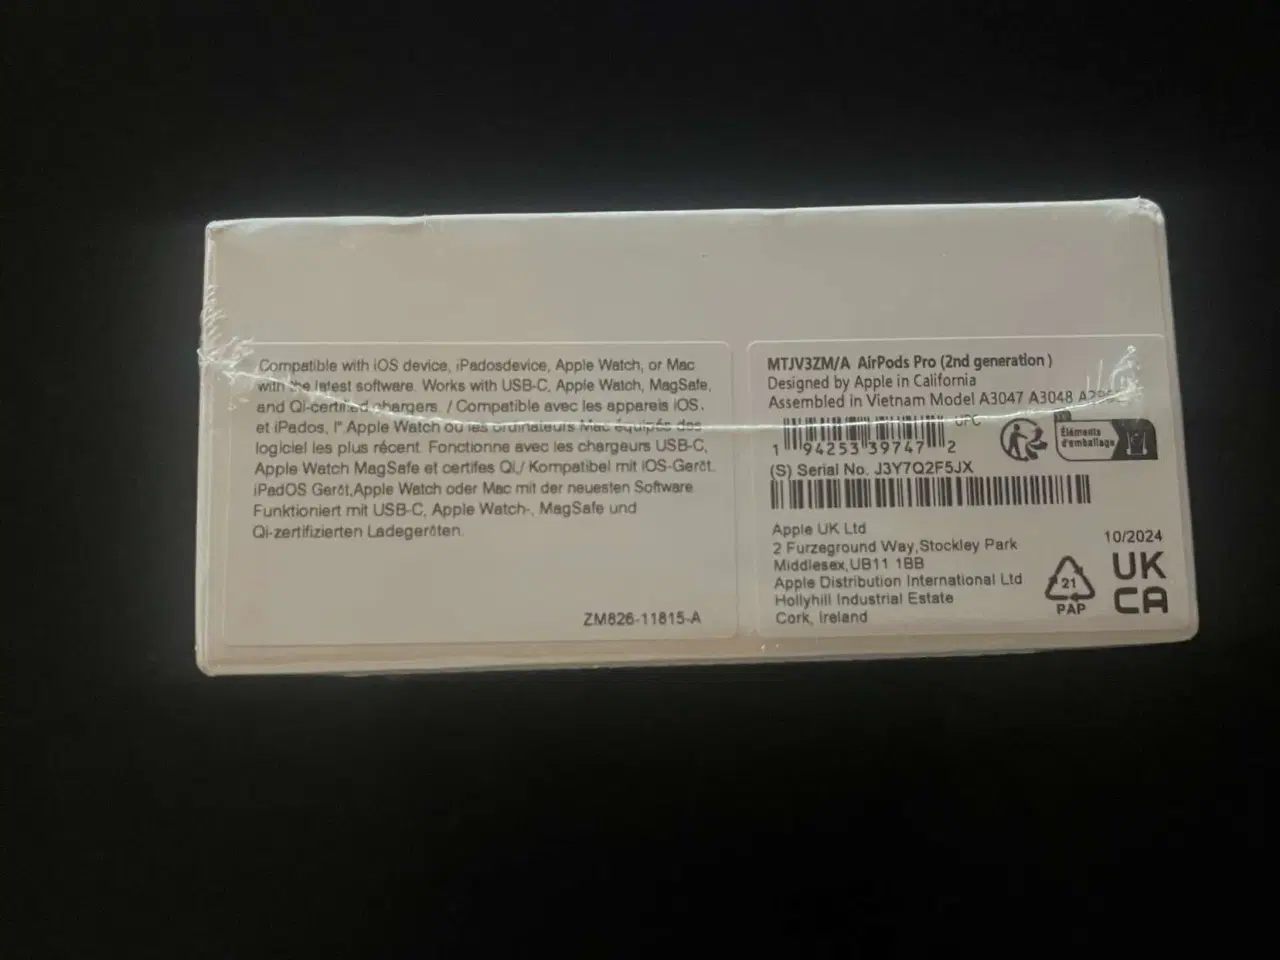 Compatible with iOS device, iPadosdevice, Apple Watch, or Mac
with the latest software. Works with USB-C, Apple Watch, MagSafe,
and QI-certified chargers. / Compatible avec les appareis iOS.
et iPados, l" Apple Watch ou les ordinateurs Mac équipés des
logiciel les plus récent. Fonctionne avec les chargeurs USB-C,
Apple Watch MagSafe et certifes QI./ Kompatibel mit iOS-Gerät.
iPadOS Gerät,Apple Watch oder Mac mit der neuesten Software
Funktioniert mit USB-C, Apple Watch-, MagSafe und
Qi-zertifizierten Ladegeröten.
ZM826-11815-A
MTJV3ZM/A AirPods Pro (2nd generation )
Designed by Apple in California
Assembled in Vietnam Model A3047 A3048
UPC
1 94253 39747 2
Éléments
d'emballage
(S) Serial No. J3Y7Q2F5JX
Apple UK Ltd
2 Furzeground Way,Stockley Park
Middlesex,UB11 1BB
Apple Distribution International Ltd
Hollyhill Industrial Estate
Cork, Ireland
21
PAP
10/2024
UK
CA